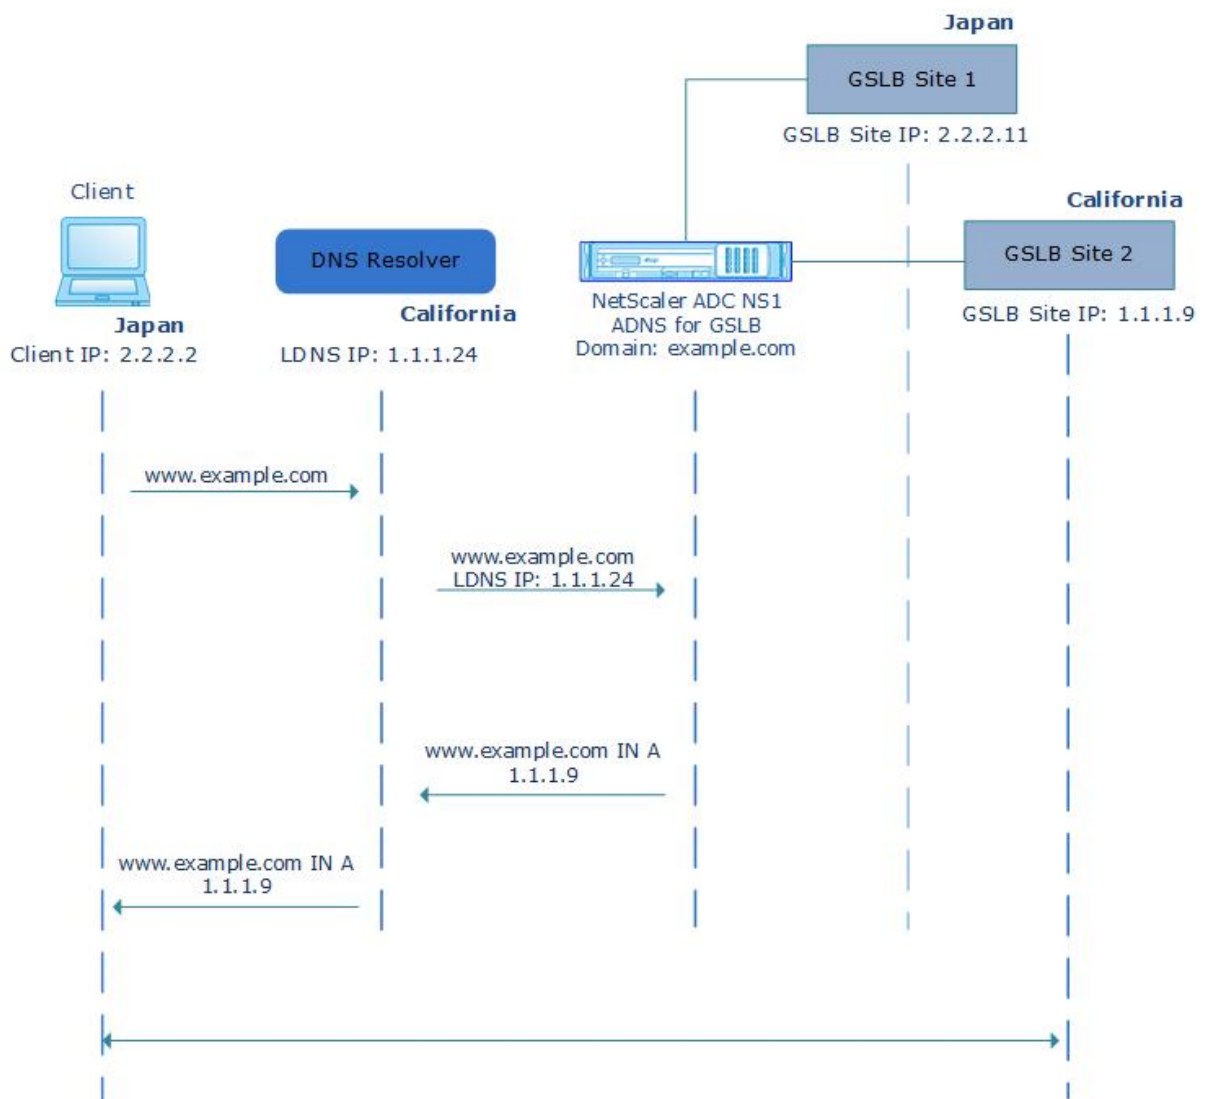 Japan
GSLB Site 1
GSLB Site IP: 2.2.2.11
California
GSLB Site 2
GSLB Site IP: 1.1.1.9
Client
Japan
Client IP: 2.2.2.2
DNS Resolver
California
LDNS IP: 1.1.1.24
NetScaler ADC NS1
ADNS for GSLB
Domain: example.com
www.example.com
www.example.com
LDNS IP: 1.1.1.24
www.example.com IN A
1.1.1.9
www.example.com IN A
1.1.1.9